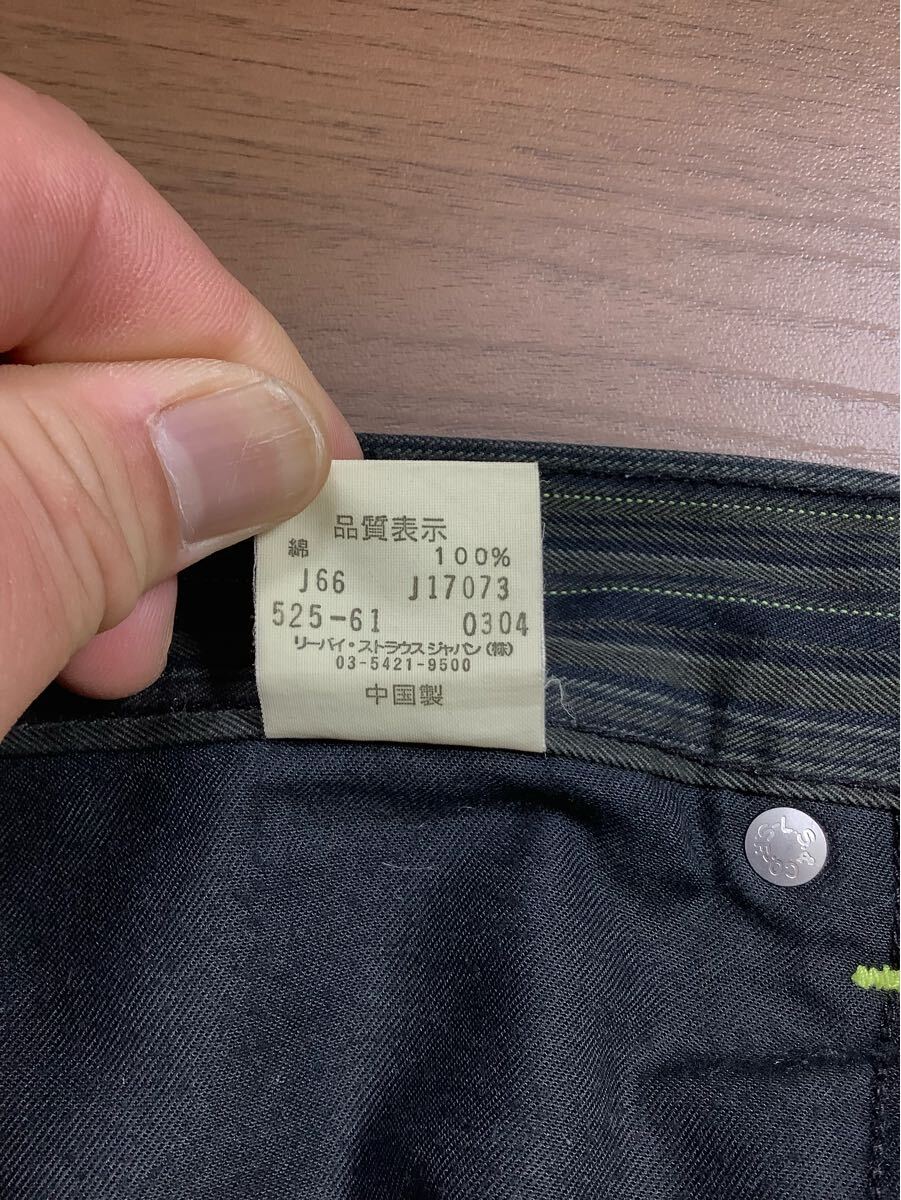 品質表示
綿 100%
J66 J17073
525-61 0304
リーバイ・ストラウス ジャパン(株)
03-5421-9500
中国製
L.S.& CO.